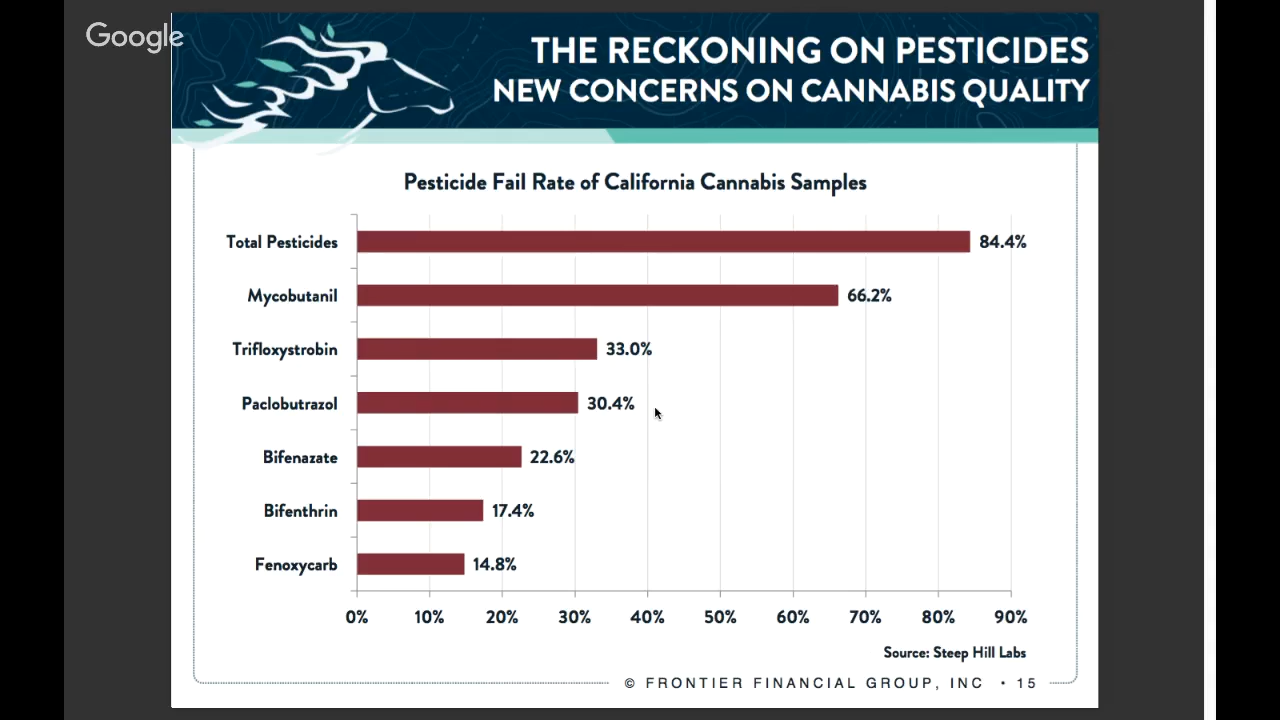 Google
THE RECKONING ON PESTICIDES
NEW CONCERNS ON CANNABIS QUALITY
Pesticide Fail Rate of California Cannabis Samples
Total Pesticides 84.4%
Mycobutanil 66.2%
Trifloxystrobin 33.0%
Paclobutrazol 30.4%
Bifenazate 22.6%
Bifenthrin 17.4%
Fenoxycarb 14.8%
0% 10% 20% 30% 40% 50% 60% 70% 80% 90%
Source: Steep Hill Labs
© FRONTIER FINANCIAL GROUP, INC • 15